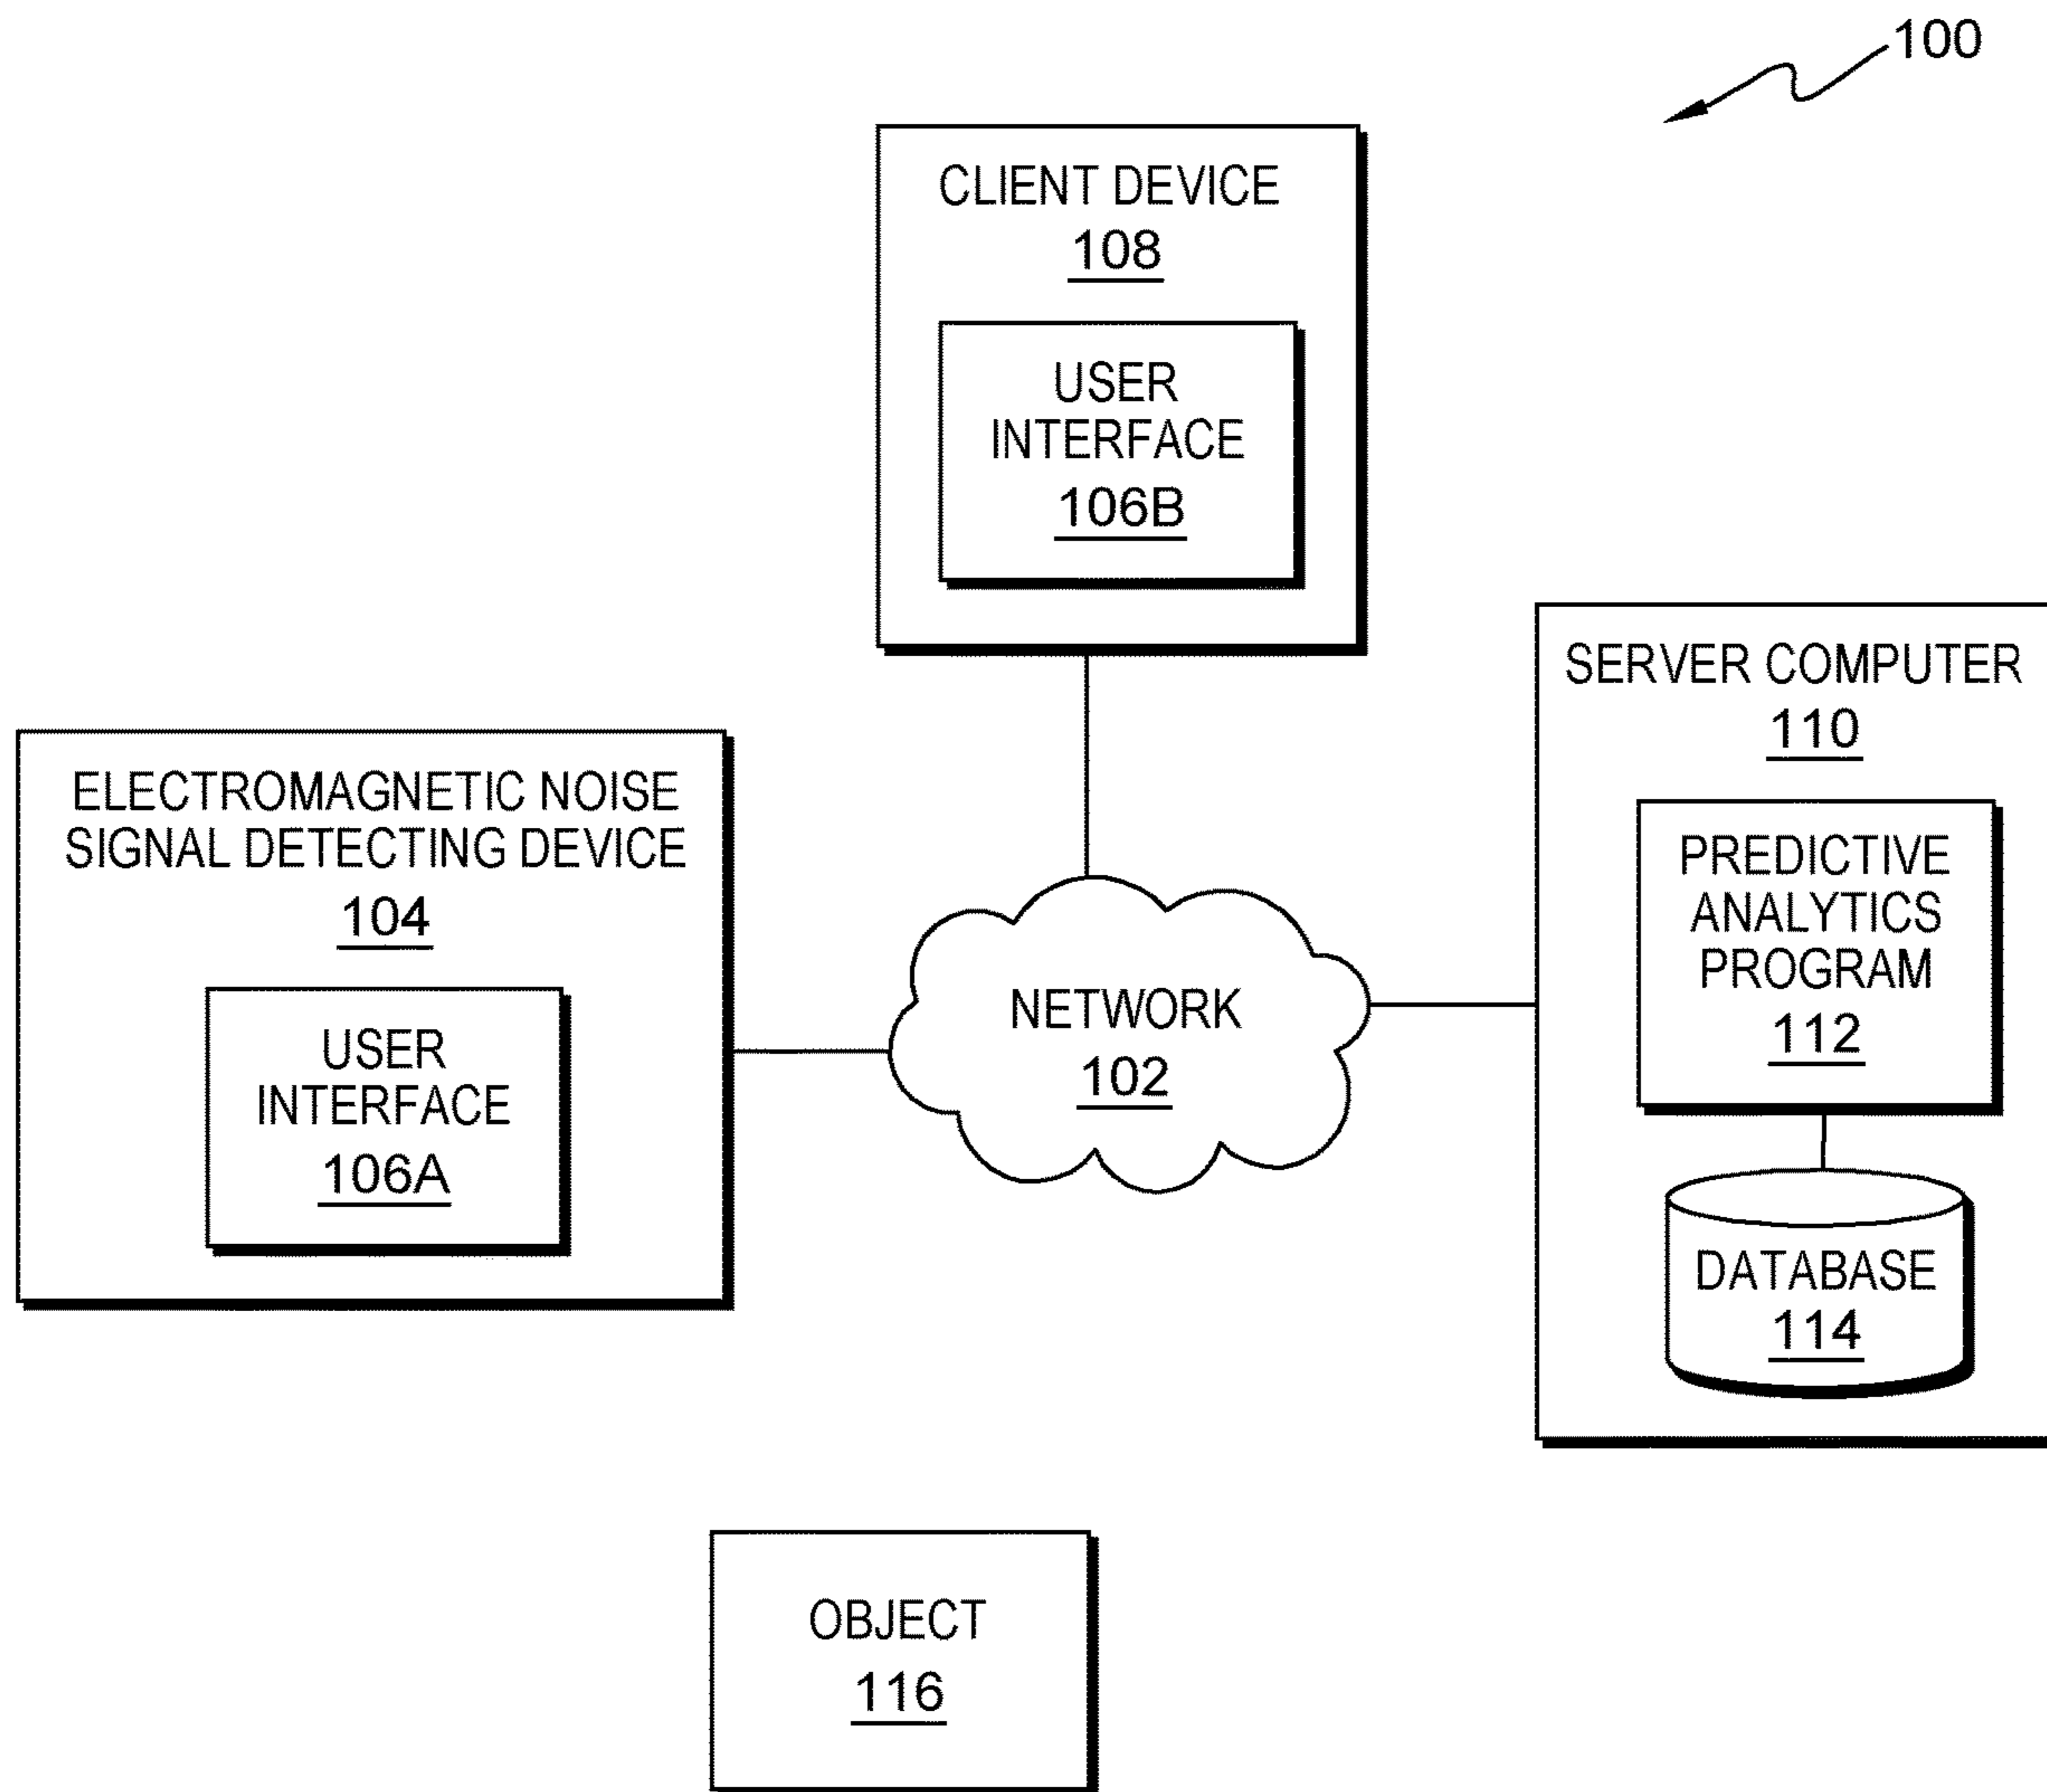 100
CLIENT DEVICE
108
USER
INTERFACE
106B
SERVER COMPUTER
110
PREDICTIVE
ANALYTICS
PROGRAM
112
DATABASE
114
ELECTROMAGNETIC NOISE
SIGNAL DETECTING DEVICE
104
USER
INTERFACE
106A
NETWORK
102
OBJECT
116